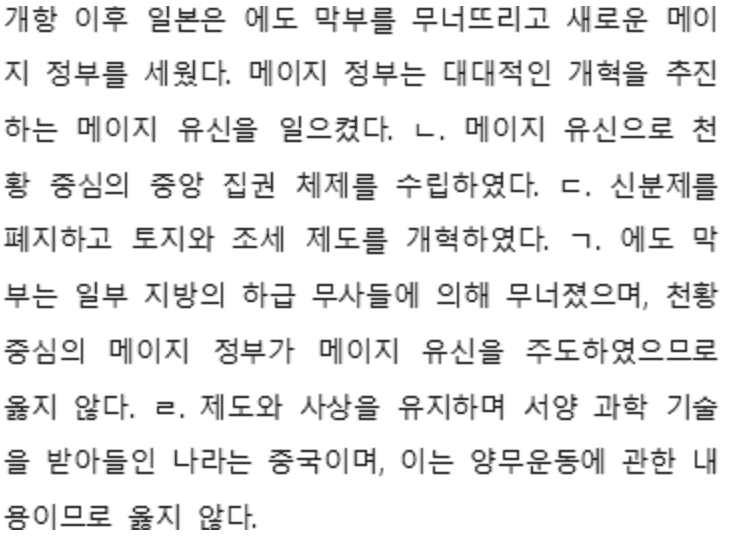 개항 이후 일본은 에도 막부를 무너뜨리고 새로운 메이
지 정부를 세웠다. 메이지 정부는 대대적인 개혁을 추진
하는 메이지 유신을 일으켰다. ㄴ. 메이지 유신으로 천
황 중심의 중앙 집권 체제를 수립하였다. ㄷ. 신분제를
폐지하고 토지와 조세 제도를 개혁하였다. ㄱ. 에도 막
부는 일부 지방의 하급 무사들에 의해 무너졌으며, 천황
중심의 메이지 정부가 메이지 유신을 주도하였으므로
옳지 않다. ㄹ. 제도와 사상을 유지하며 서양 과학 기술
을 받아들인 나라는 중국이며, 이는 양무운동에 관한 내
용이므로 옳지 않다.